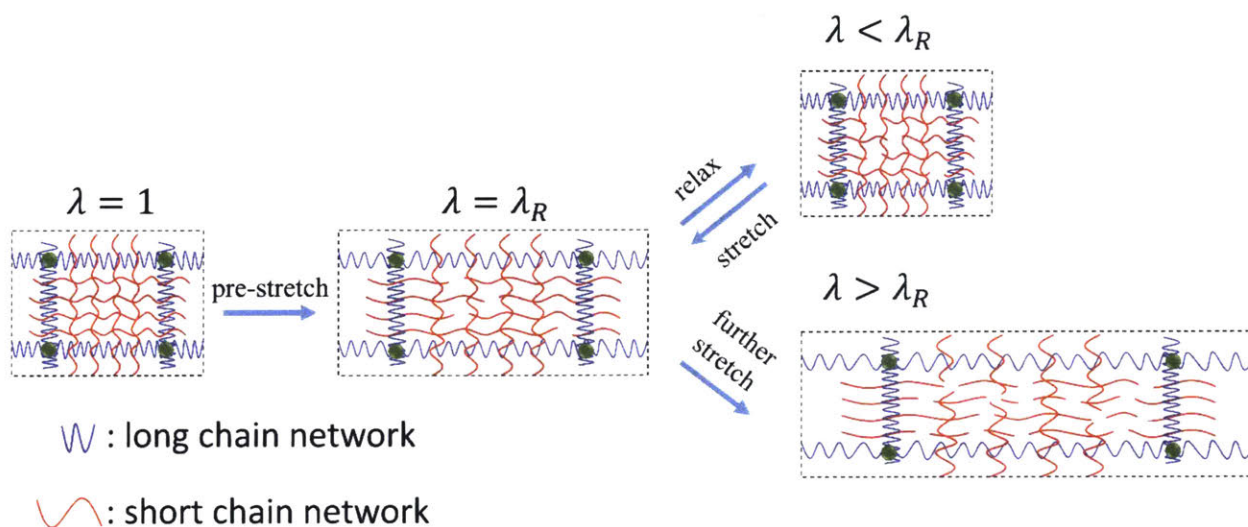 λ < λ_R
relax
stretch
λ = 1
λ = λ_R
pre-stretch
λ > λ_R
further
stretch
: long chain network
: short chain network